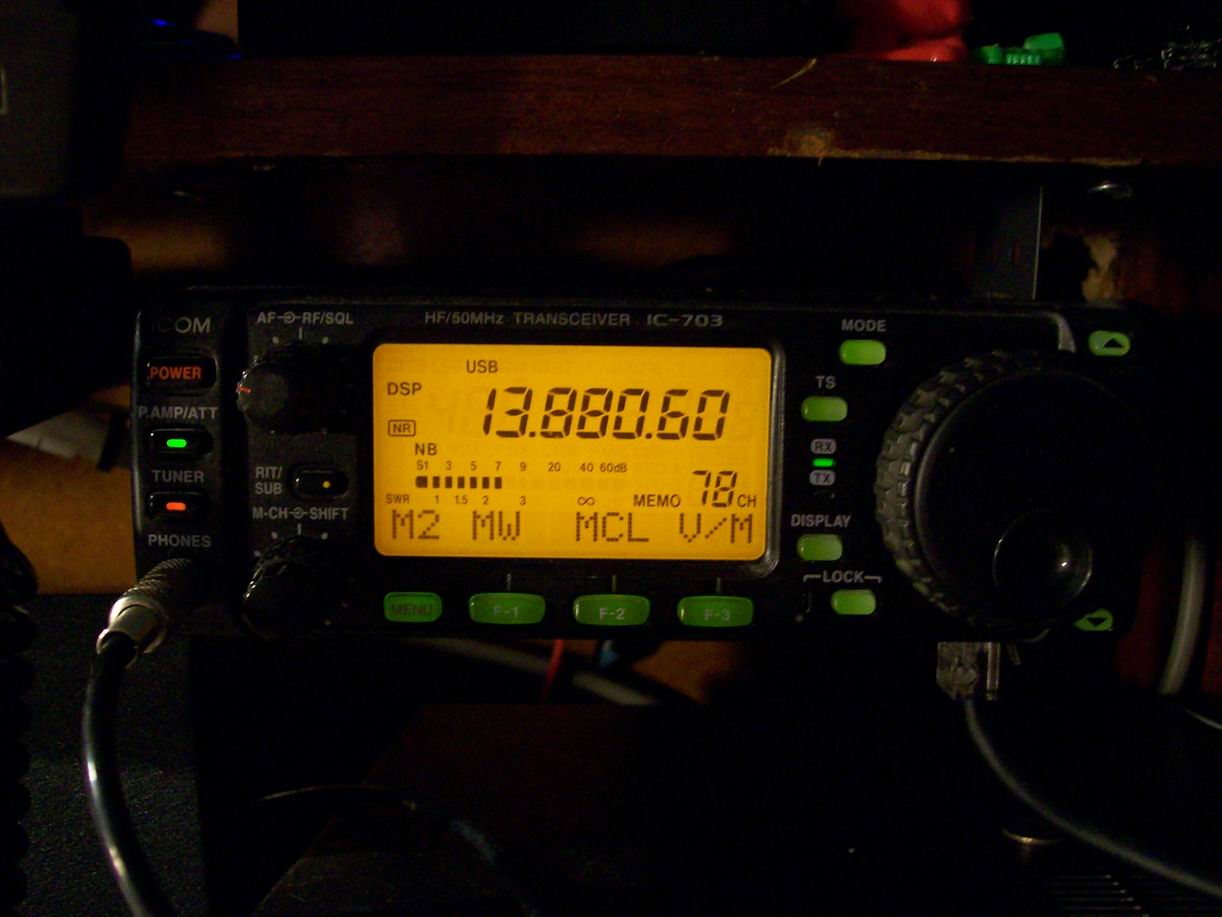 ICOM
AF RF/SQL
HF/50MHz TRANSCEIVER IC-703
MODE
POWER
USB
DSP
13.880.60
TS
P.AMP/ATT
NR
NB
RX
TUNER
RIT/
SUB
S1 3 5 7 9 20 40 60dB
TX
SWR 1 1.5 2 3 ∞
MEMO 78 CH
M-CH SHIFT
M2 MW MCL V/M
DISPLAY
PHONES
LOCK
MENU F-1 F-2 F-3